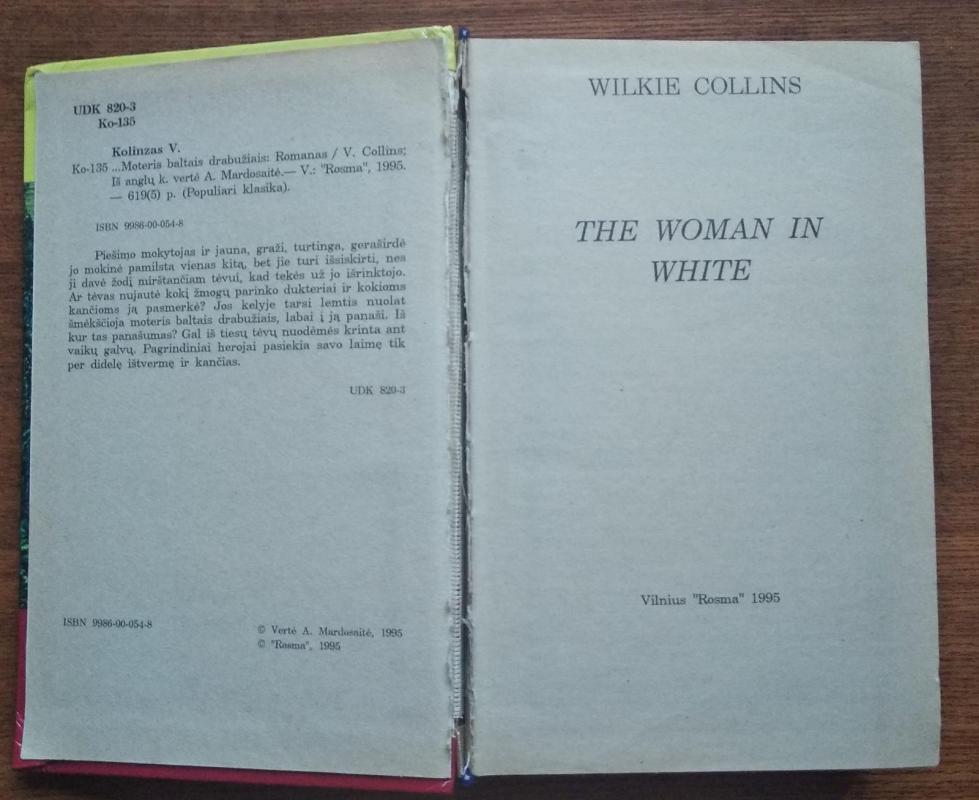 UDK 820-3
Ko-135
Kolinzas V.
Ko-135 ...Moteris baltais drabužiais: Romanas / V. Collins;
Iš anglų k. vertė A. Mardosaitė.— V.: "Rosma", 1995.
— 619(5) p. (Populiari klasika).
ISBN 9986-00-054-8
Piešimo mokytojas ir jauna, graži, turtinga, geraširdė
jo mokinė pamilsta vienas kitą, bet jie turi išsiskirti, nes
ji davė žodį mirštančiam tėvui, kad tekės už jo išrinktojo.
Ar tėvas nujautė kokį žmogų parinko dukteriai ir kokioms
kančioms ją pasmerkė? Jos kelyje tarsi lemtis nuolat
šmėkščioja moteris baltais drabužiais, labai į ją panaši. Iš
kur tas panašumas? Gal iš tiesų tėvų nuodėmės krinta ant
vaikų galvų. Pagrindiniai herojai pasiekia savo laimę tik
per didelę ištvermę ir kančias.
UDK 820-3
ISBN 9986-00-054-8
© Vertė A. Mardosaitė, 1995
© "Rosma", 1995
WILKIE COLLINS
THE WOMAN IN
WHITE
Vilnius "Rosma" 1995